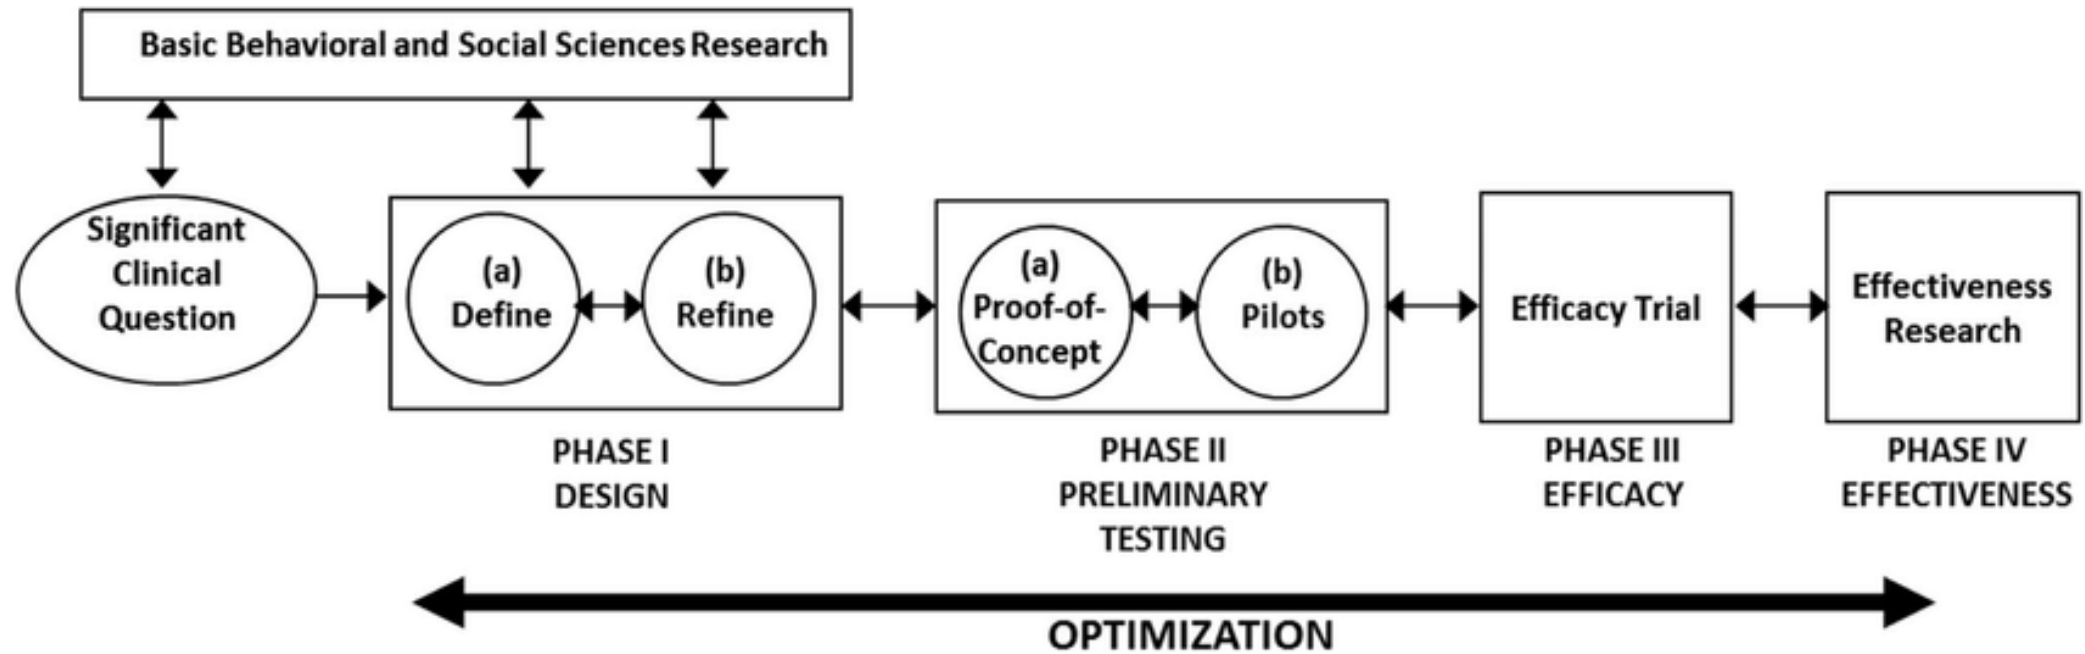 Basic Behavioral and Social Sciences Research
Significant
Clinical
Question
(a)
Define
(b)
Refine
(a)
Proof-of-
Concept
(b)
Pilots
Efficacy Trial
Effectiveness
Research
PHASE I
DESIGN
PHASE II
PRELIMINARY
TESTING
PHASE III
EFFICACY
PHASE IV
EFFECTIVENESS
OPTIMIZATION